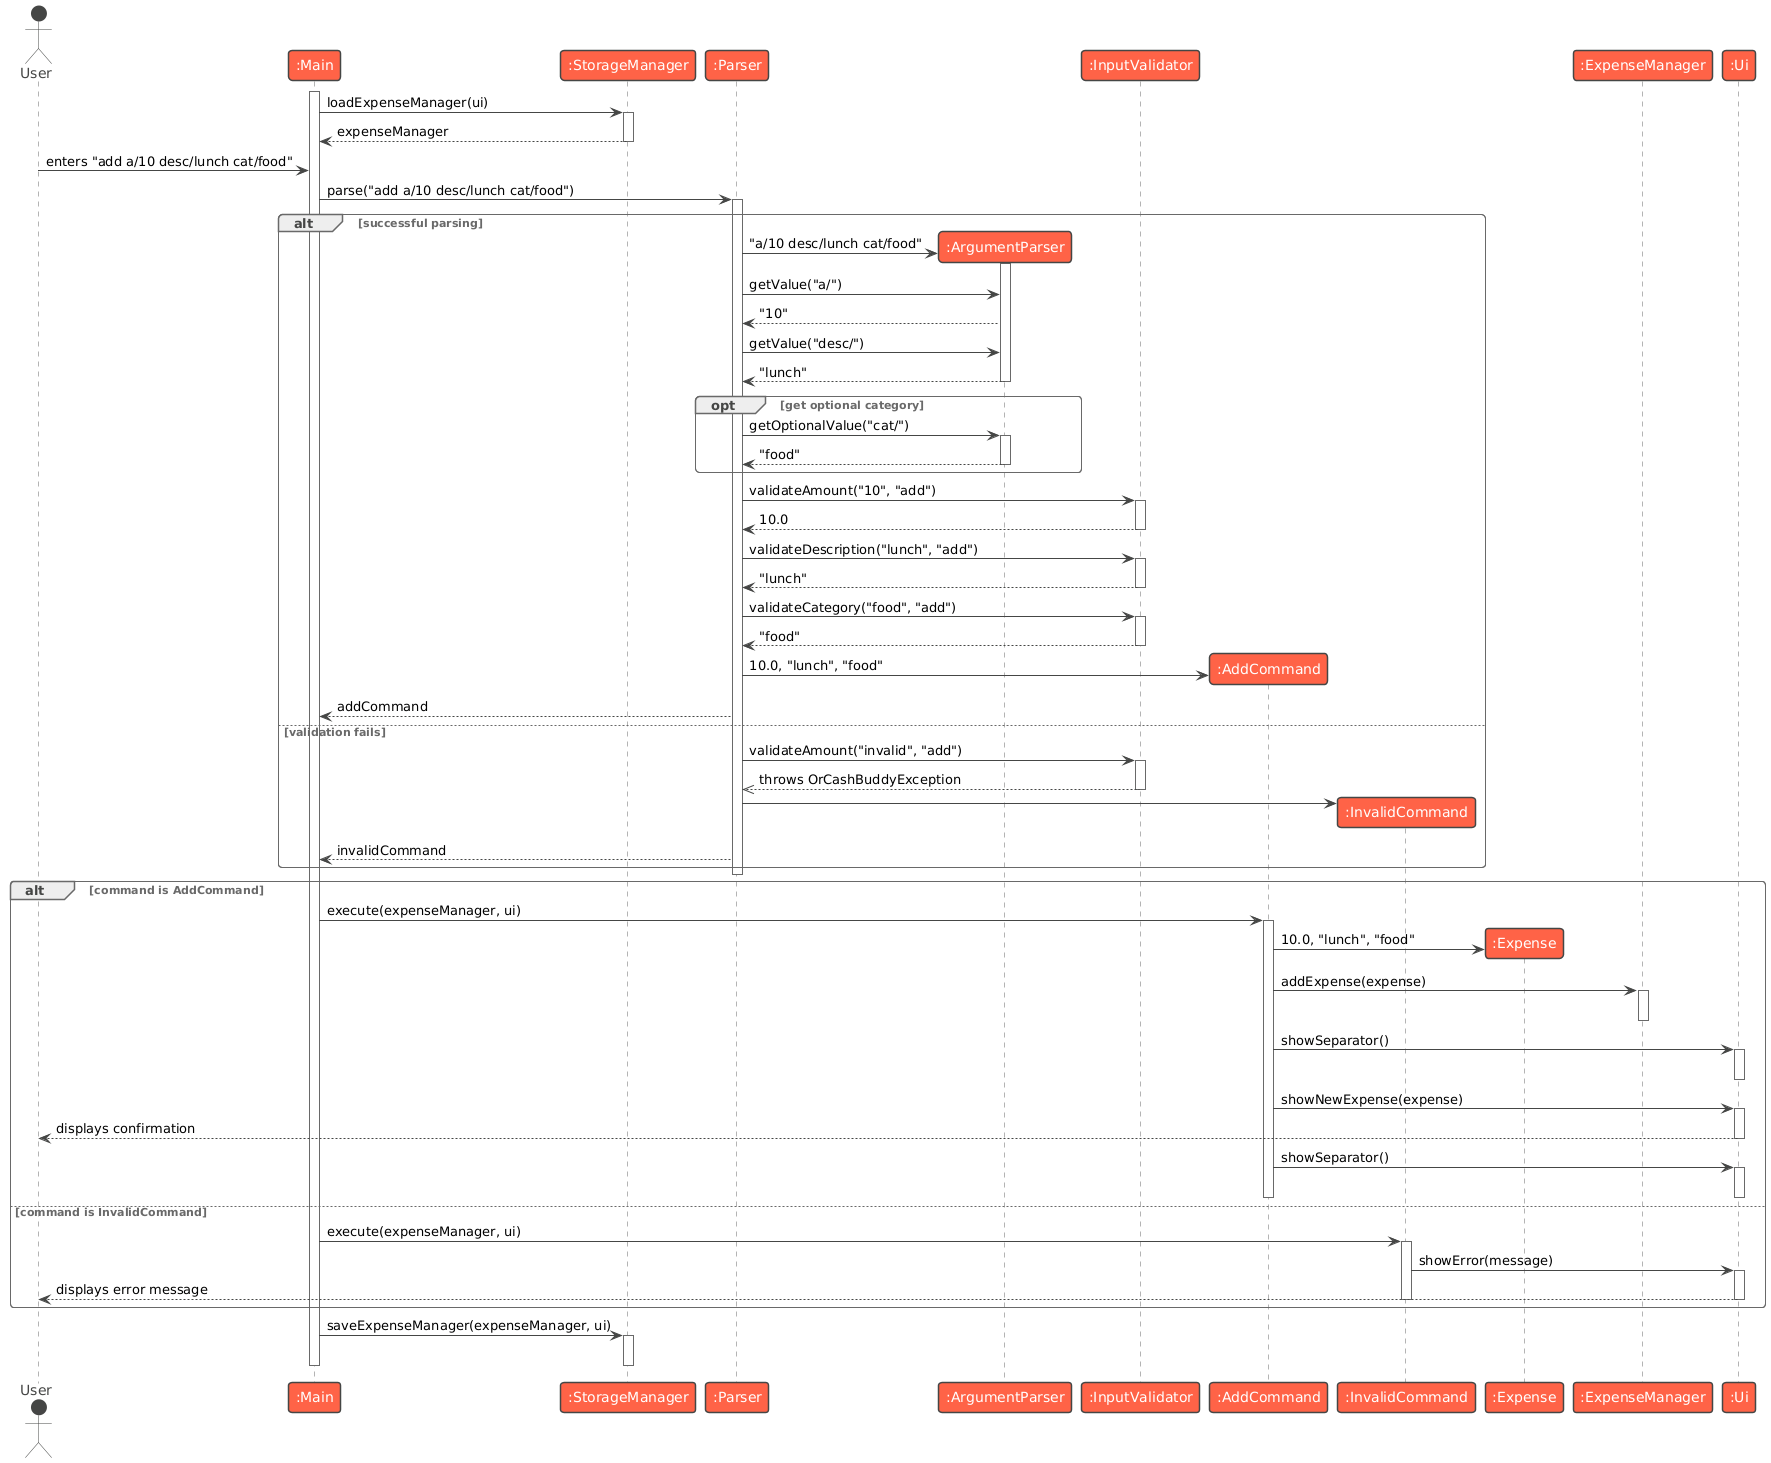 User
:Main
:StorageManager
:Parser
:InputValidator
:ExpenseManager
:Ui
loadExpenseManager(ui)
expenseManager
enters "add a/10 desc/lunch cat/food"
parse("add a/10 desc/lunch cat/food")
alt
[successful parsing]
"a/10 desc/lunch cat/food"
:ArgumentParser
getValue("a/")
"10"
getValue("desc/")
"lunch"
opt
[get optional category]
getOptionalValue("cat/")
"food"
validateAmount("10", "add")
10.0
validateDescription("lunch", "add")
"lunch"
validateCategory("food", "add")
"food"
10.0, "lunch", "food"
:AddCommand
addCommand
[validation fails]
validateAmount("invalid", "add")
throws OrCashBuddyException
:InvalidCommand
invalidCommand
alt
[command is AddCommand]
execute(expenseManager, ui)
10.0, "lunch", "food"
:Expense
addExpense(expense)
showSeparator()
showNewExpense(expense)
displays confirmation
showSeparator()
[command is InvalidCommand]
execute(expenseManager, ui)
showError(message)
displays error message
saveExpenseManager(expenseManager, ui)
User
:Main
:StorageManager
:Parser
:ArgumentParser
:InputValidator
:AddCommand
:InvalidCommand
:Expense
:ExpenseManager
:Ui